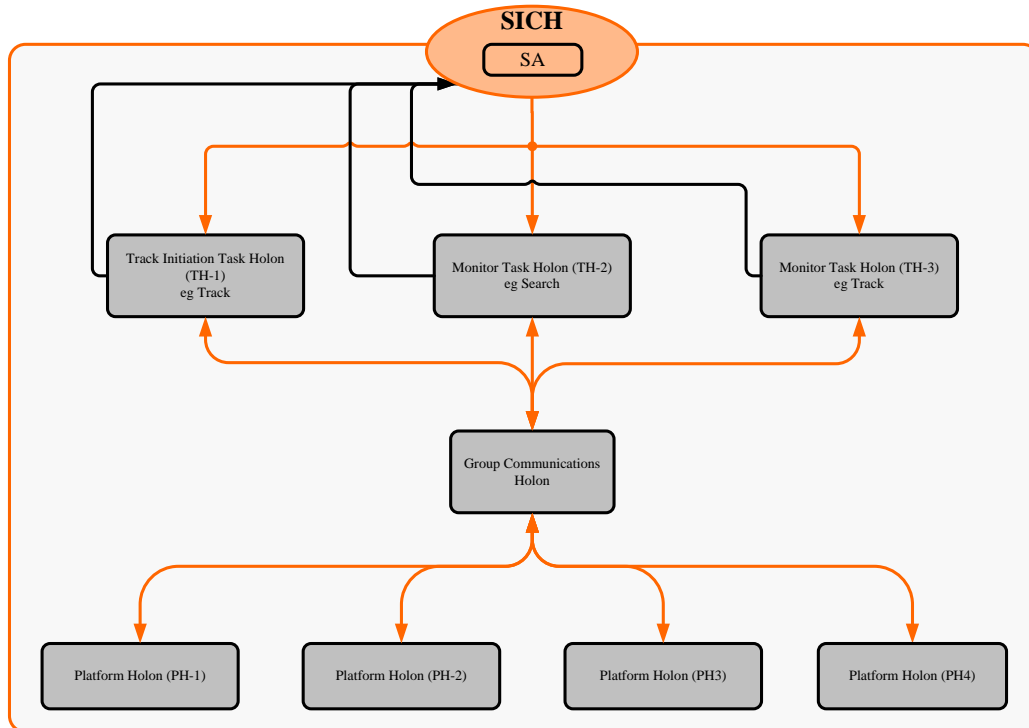 SICH
SA
Track Initiation Task Holon
(TH-1)
eg Track
Monitor Task Holon (TH-2)
eg Search
Monitor Task Holon (TH-3)
eg Track
Group Communications
Holon
Platform Holon (PH-1)
Platform Holon (PH-2)
Platform Holon (PH3)
Platform Holon (PH4)